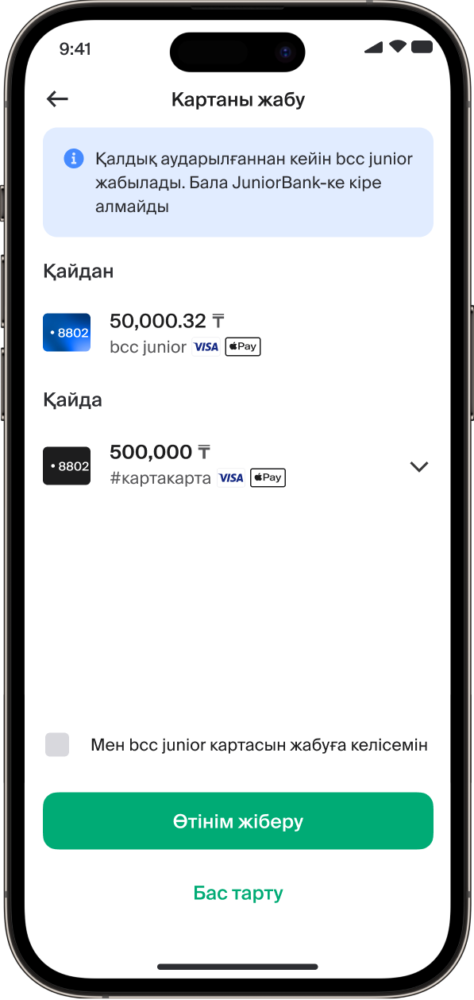 9:41
Картаны жабу
Қалдық аударылғаннан кейін bcc junior
жабылады. Бала JuniorBank-ке кіре
алмайды
Қайдан
50,000.32 ₸
• 8802
bcc junior VISA Pay
Қайда
500,000 ₸
• 8802
#картакарта VISA Pay
Мен bcc junior картасын жабуға келісемін
Өтінім жіберу
Бас тарту